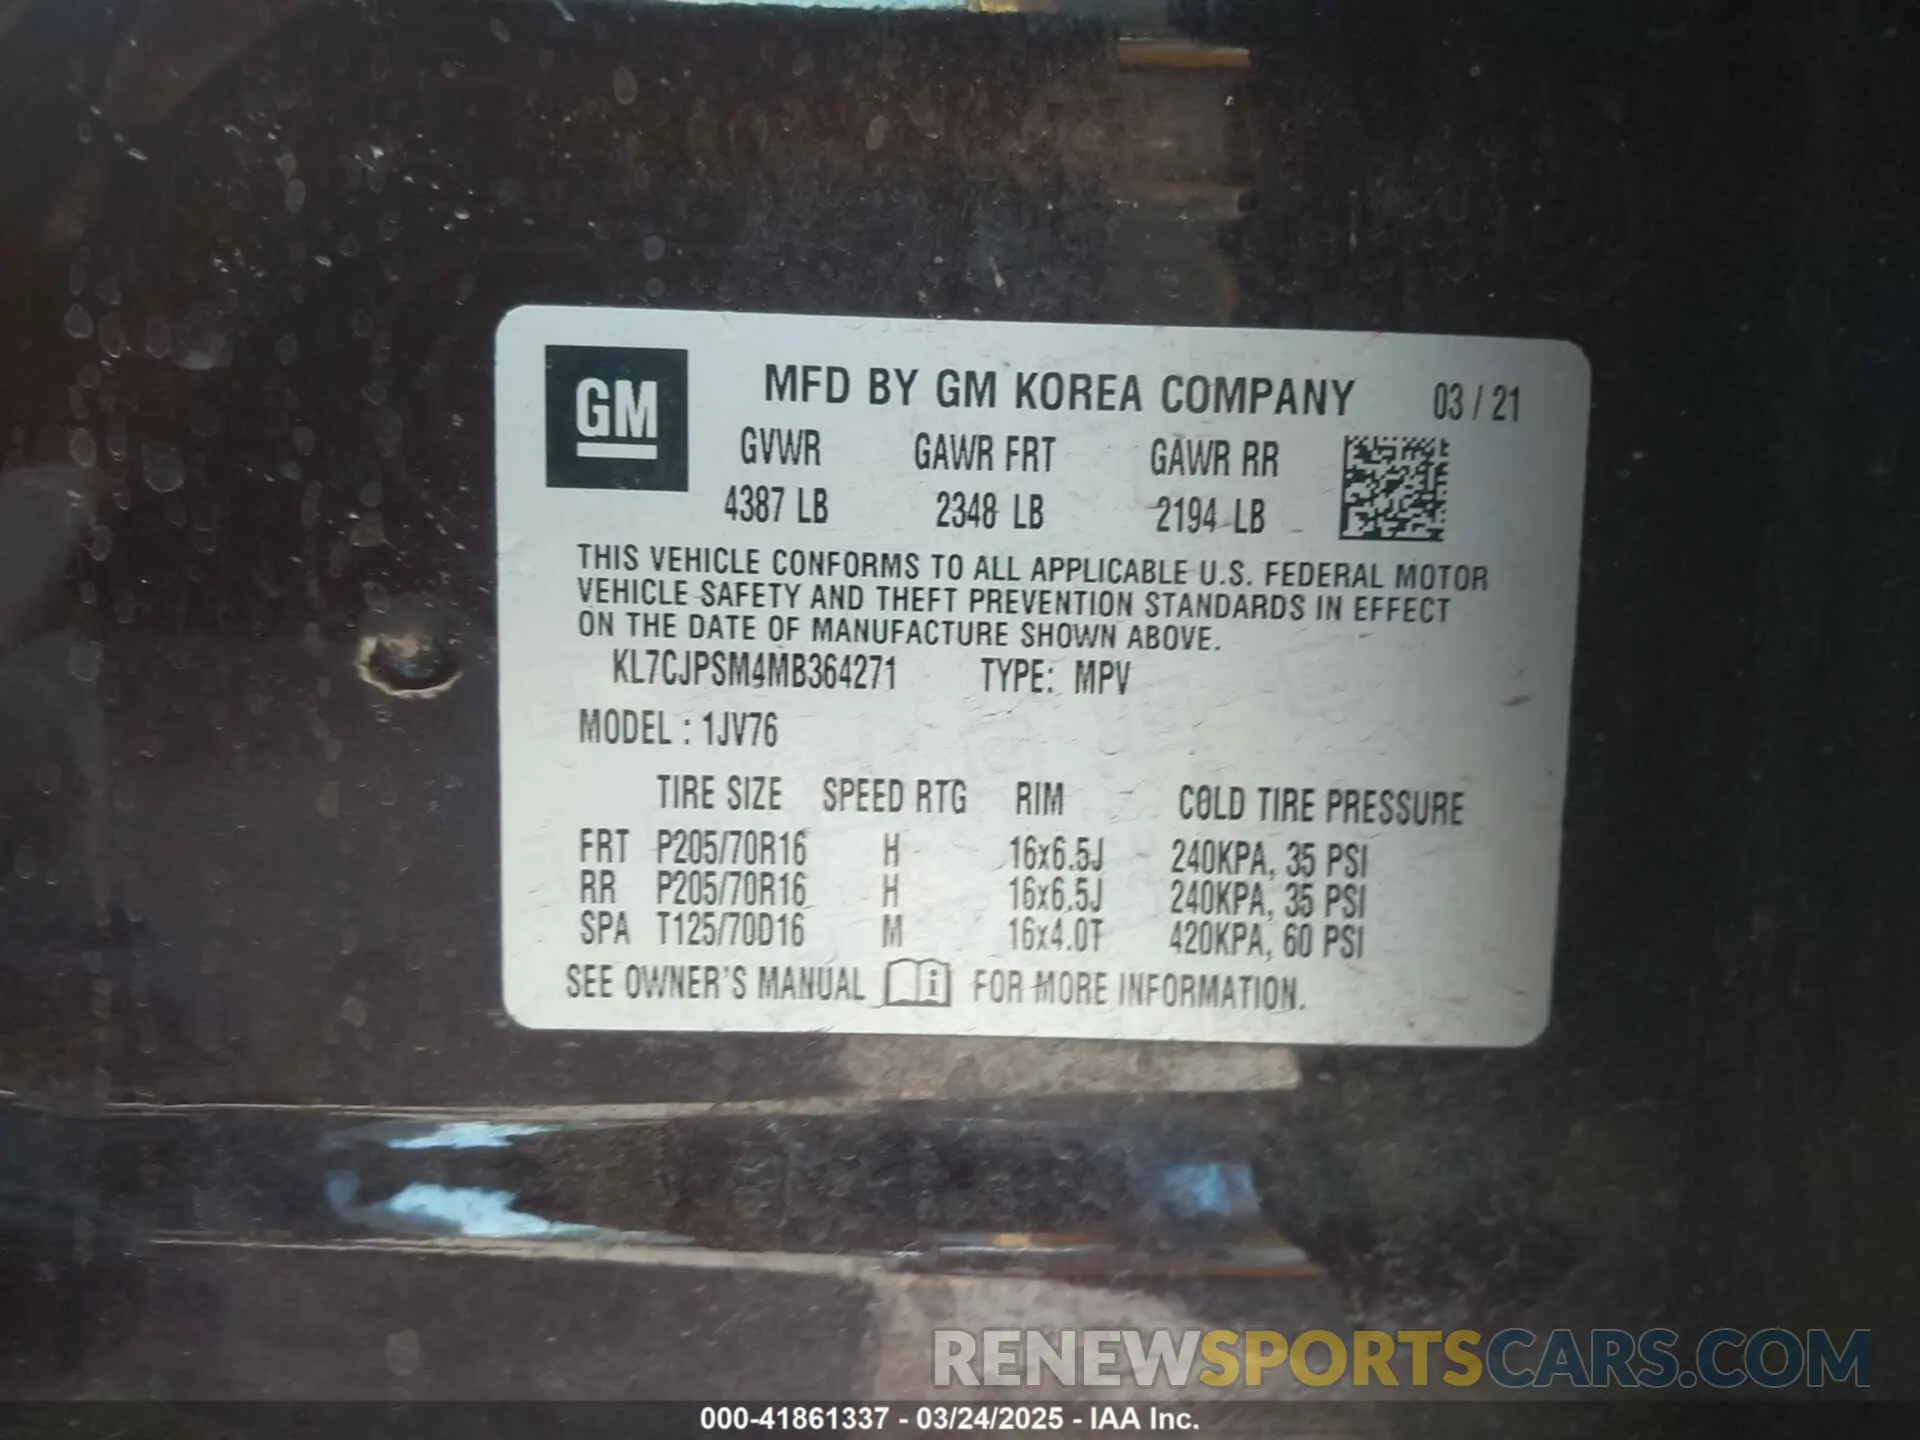 GM
MFD BY GM KOREA COMPANY 03 / 21
GVWR GAWR FRT GAWR RR
4387 LB 2348 LB 2194 LB
THIS VEHICLE CONFORMS TO ALL APPLICABLE U.S. FEDERAL MOTOR
VEHICLE SAFETY AND THEFT PREVENTION STANDARDS IN EFFECT
ON THE DATE OF MANUFACTURE SHOWN ABOVE.
KL7CJPSM4MB364271 TYPE: MPV
MODEL : 1JV76
TIRE SIZE SPEED RTG RIM COLD TIRE PRESSURE
FRT P205/70R16 H 16x6.5J 240KPA, 35 PSI
RR P205/70R16 H 16x6.5J 240KPA, 35 PSI
SPA T125/70D16 M 16x4.0T 420KPA, 60 PSI
SEE OWNER'S MANUAL i FOR MORE INFORMATION.
RENEWSPORTSCARS.COM
000-41861337 - 03/24/2025 - IAA Inc.